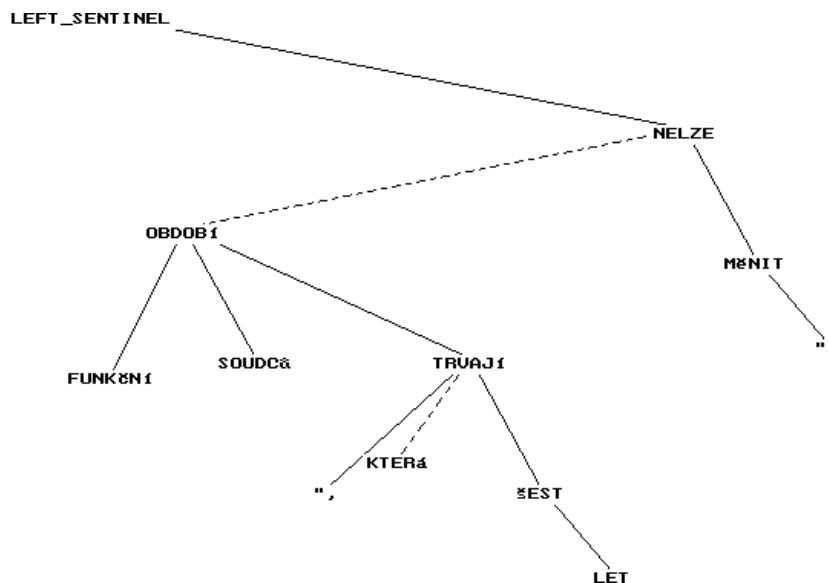 LEFT_SENTINEL
NELZE
OBDOBÍ
MĚNIT
"
FUNKČNÍ
SOUDCŮ
TRVAJÍ
KTERÁ
",
ŠEST
LET